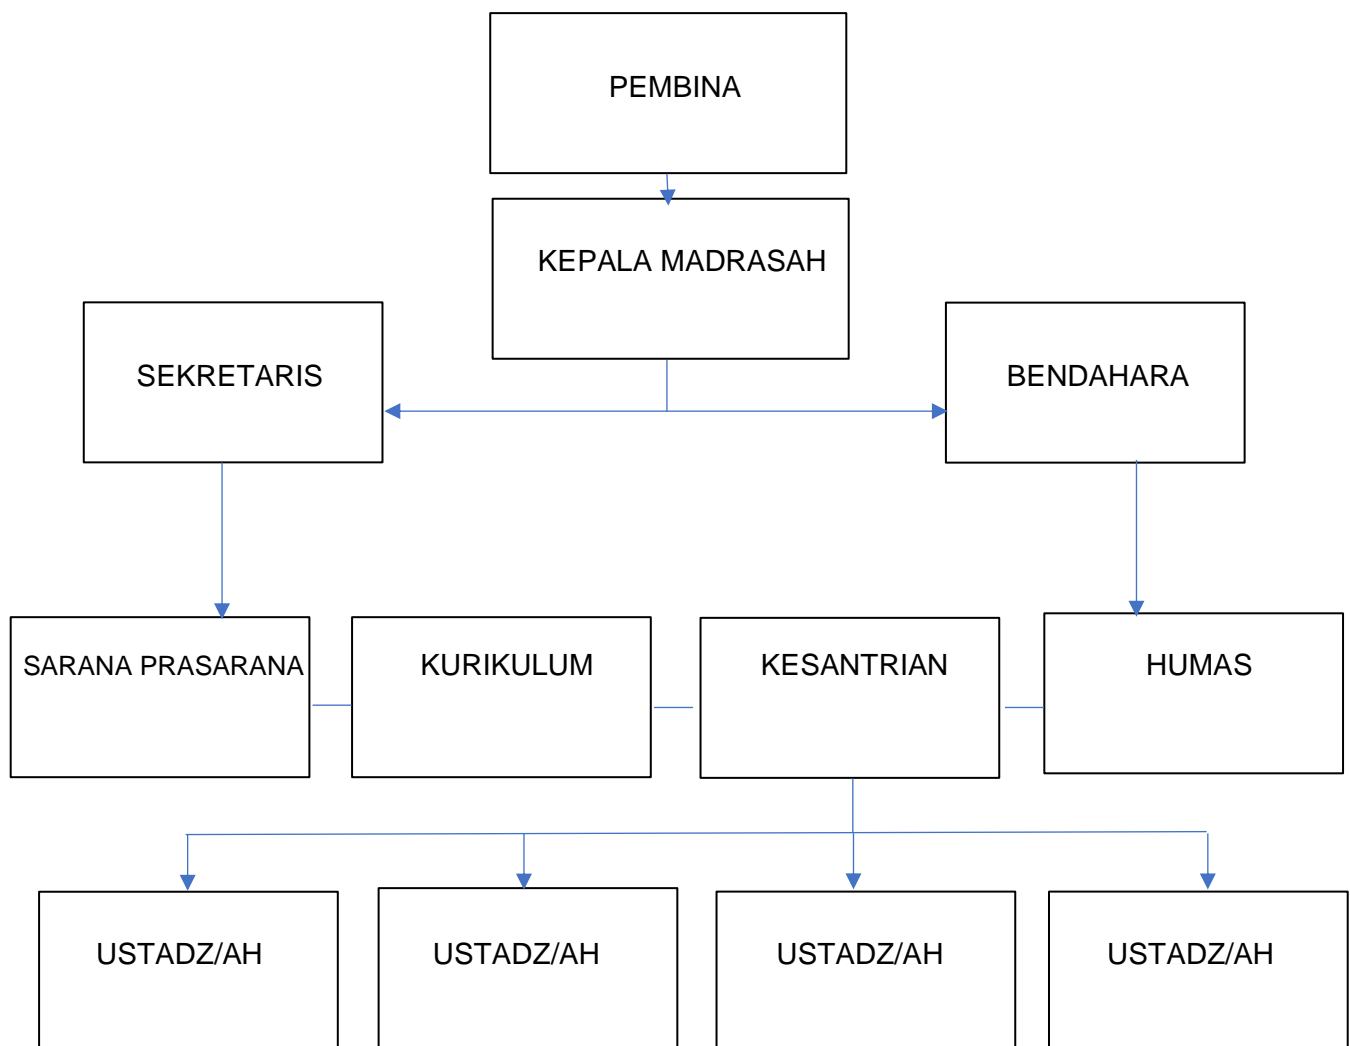 PEMBINA
KEPALA MADRASAH
SEKRETARIS
BENDAHARA
SARANA PRASARANA
KURIKULUM
KESANTRIAN
HUMAS
USTADZ/AH
USTADZ/AH
USTADZ/AH
USTADZ/AH